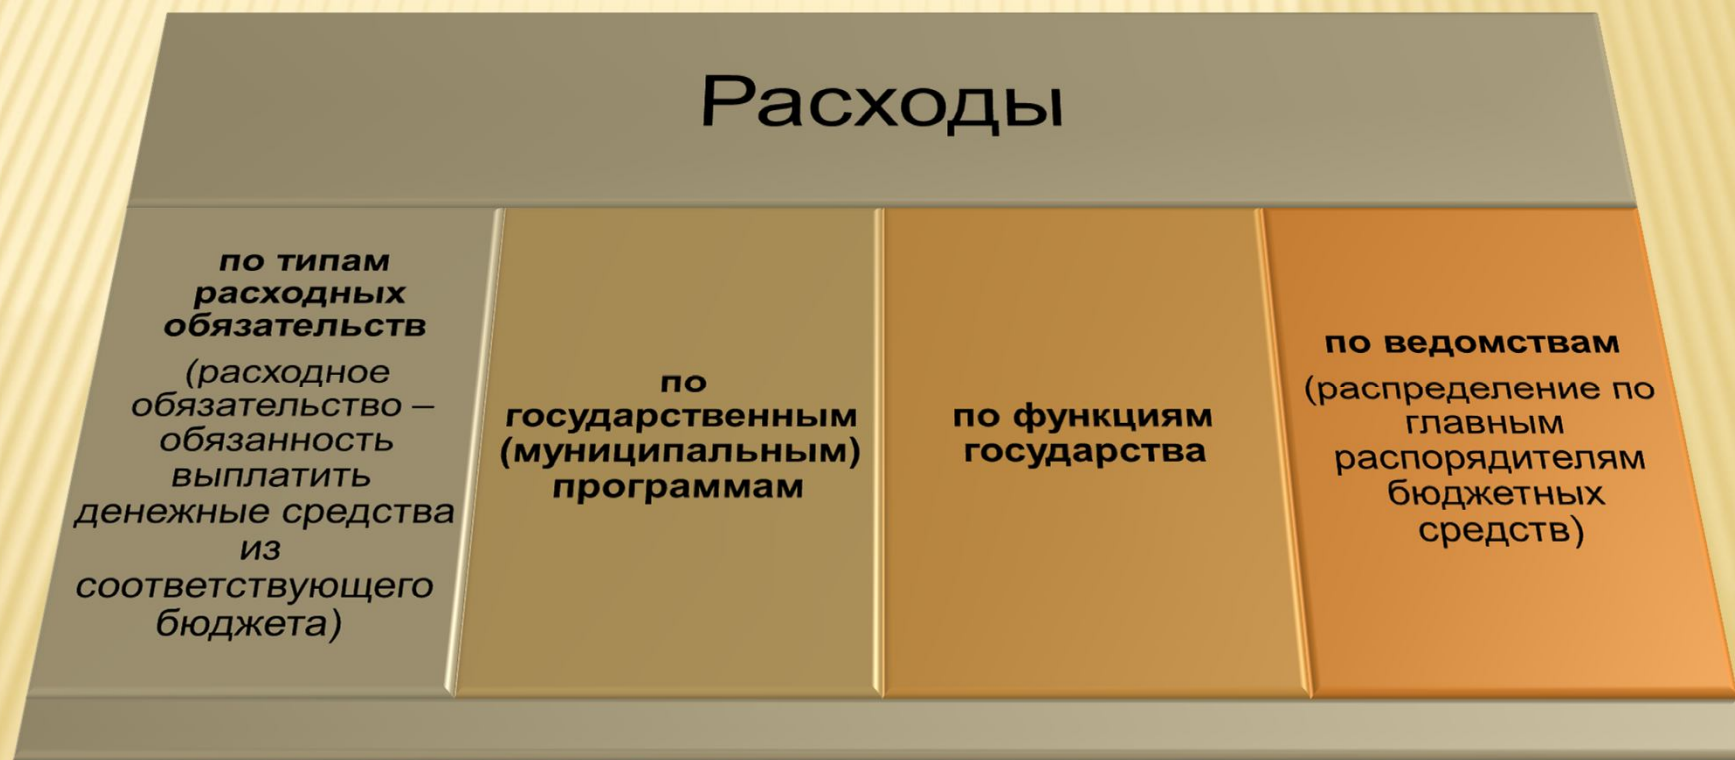 Расходы
по типам
расходных
обязательств
(расходное
обязательство –
обязанность
выплатить
денежные средства
из
соответствующего
бюджета)
по
государственным
(муниципальным)
программам
по функциям
государства
по ведомствам
(распределение по
главным
распорядителям
бюджетных
средств)